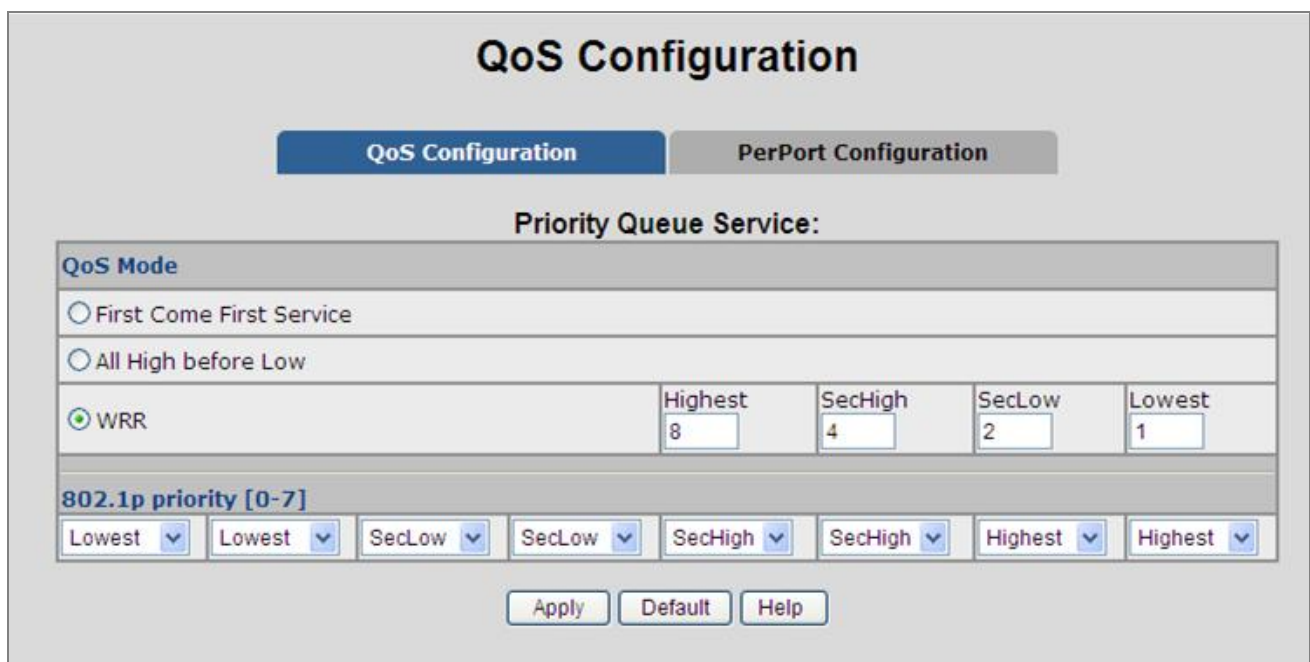 QoS Configuration
QoS Configuration PerPort Configuration
Priority Queue Service:
QoS Mode
First Come First Service
All High before Low
WRR Highest SecHigh SecLow Lowest
8 4 2 1
802.1p priority [0-7]
Lowest Lowest SecLow SecLow SecHigh SecHigh Highest Highest
Apply Default Help